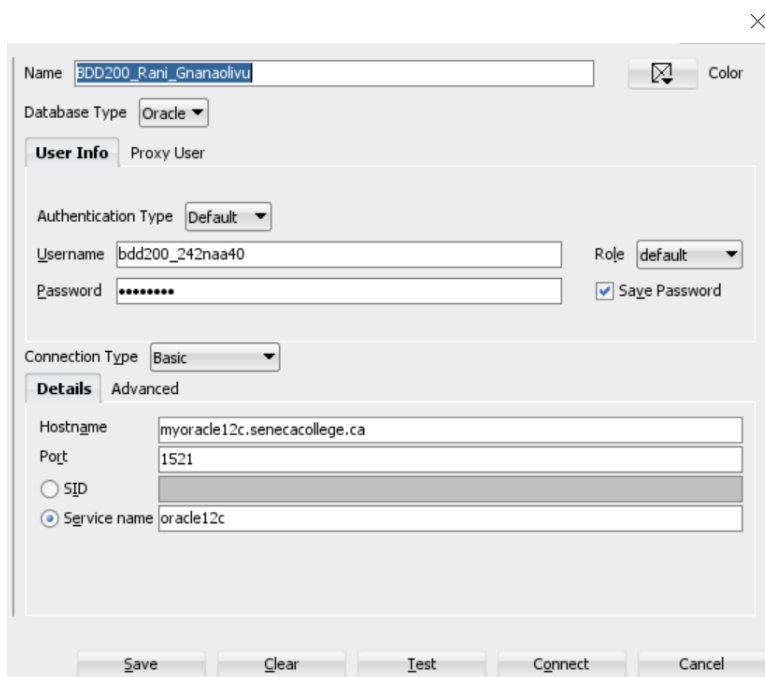 Name BDD200_Rani_Gnanaolivu Color
Database Type Oracle
User Info Proxy User
Authentication Type Default
Username bdd200_242naa40 Role default
Password •••••••• Save Password
Connection Type Basic
Details Advanced
Hostname myoracle12c.senecacollege.ca
Port 1521
SID
Service name oracle12c
Save Clear Test Connect Cancel